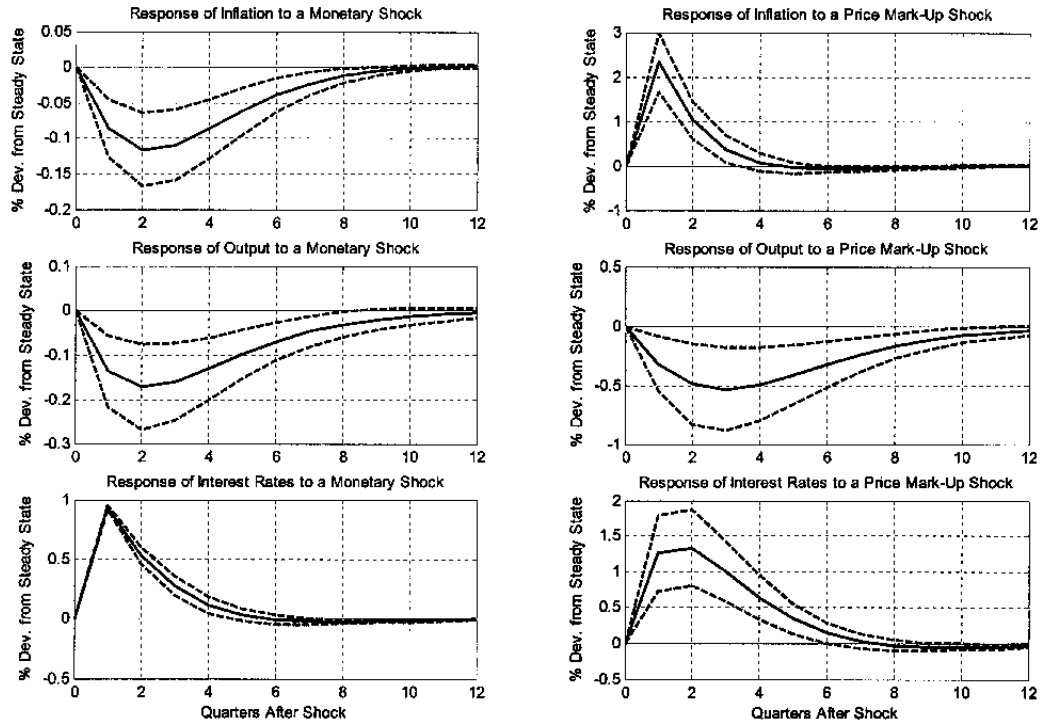 Response of Inflation to a Monetary Shock
% Dev. from Steady State
0.05
0
-0.05
-0.1
-0.15
-0.2
0 2 4 6 8 10 12
Response of Inflation to a Price Mark-Up Shock
% Dev. from Steady State
3
2
1
0
-1
0 2 4 6 8 10 12
Response of Output to a Monetary Shock
% Dev. from Steady State
0.1
0
-0.1
-0.2
-0.3
0 2 4 6 8 10 12
Response of Output to a Price Mark-Up Shock
% Dev. from Steady State
0.5
0
-0.5
-1
0 2 4 6 8 10 12
Response of Interest Rates to a Monetary Shock
% Dev. from Steady State
1
0.5
0
-0.5
0 2 4 6 8 10 12
Quarters After Shock
Response of Interest Rates to a Price Mark-Up Shock
% Dev. from Steady State
2
1.5
1
0.5
0
-0.5
0 2 4 6 8 10 12
Quarters After Shock